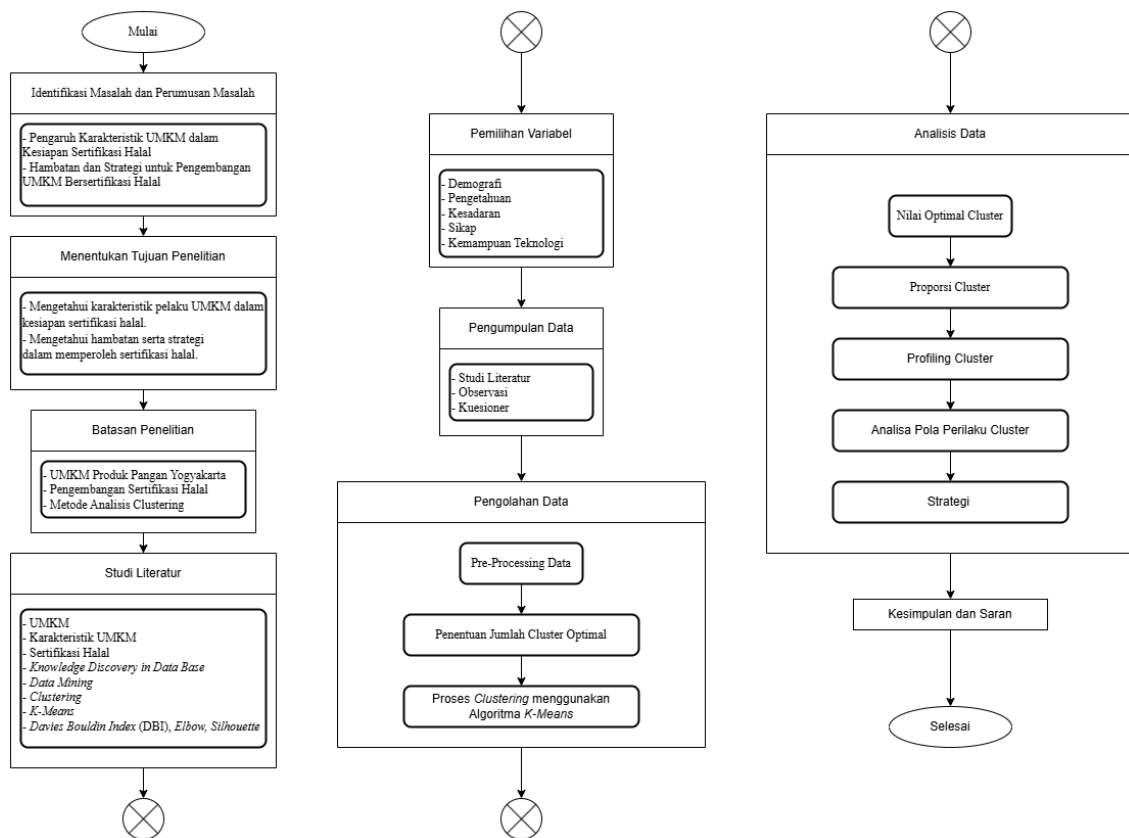 Mulai
Identifikasi Masalah dan Perumusan Masalah
- Pengaruh Karakteristik UMKM dalam
Kesiapan Sertifikasi Halal
- Hambatan dan Strategi untuk Pengembangan
UMKM Bersertifikasi Halal
Menentukan Tujuan Penelitian
- Mengetahui karakteristik pelaku UMKM dalam
kesiapan sertifikasi halal.
- Mengetahui hambatan serta strategi
dalam memperoleh sertifikasi halal.
Batasan Penelitian
- UMKM Produk Pangan Yogyakarta
- Pengembangan Sertifikasi Halal
- Metode Analisis Clustering
Studi Literatur
- UMKM
- Karakteristik UMKM
- Sertifikasi Halal
- Knowledge Discovery in Data Base
- Data Mining
- Clustering
- K-Means
- Davies Bouldin Index (DBI), Elbow, Silhouette
Pemilihan Variabel
- Demografi
- Pengetahuan
- Kesadaran
- Sikap
- Kemampuan Teknologi
Pengumpulan Data
- Studi Literatur
- Observasi
- Kuesioner
Pengolahan Data
Pre-Processing Data
Penentuan Jumlah Cluster Optimal
Proses Clustering menggunakan
Algoritma K-Means
Analisis Data
Nilai Optimal Cluster
Proporsi Cluster
Profiling Cluster
Analisa Pola Perilaku Cluster
Strategi
Kesimpulan dan Saran
Selesai